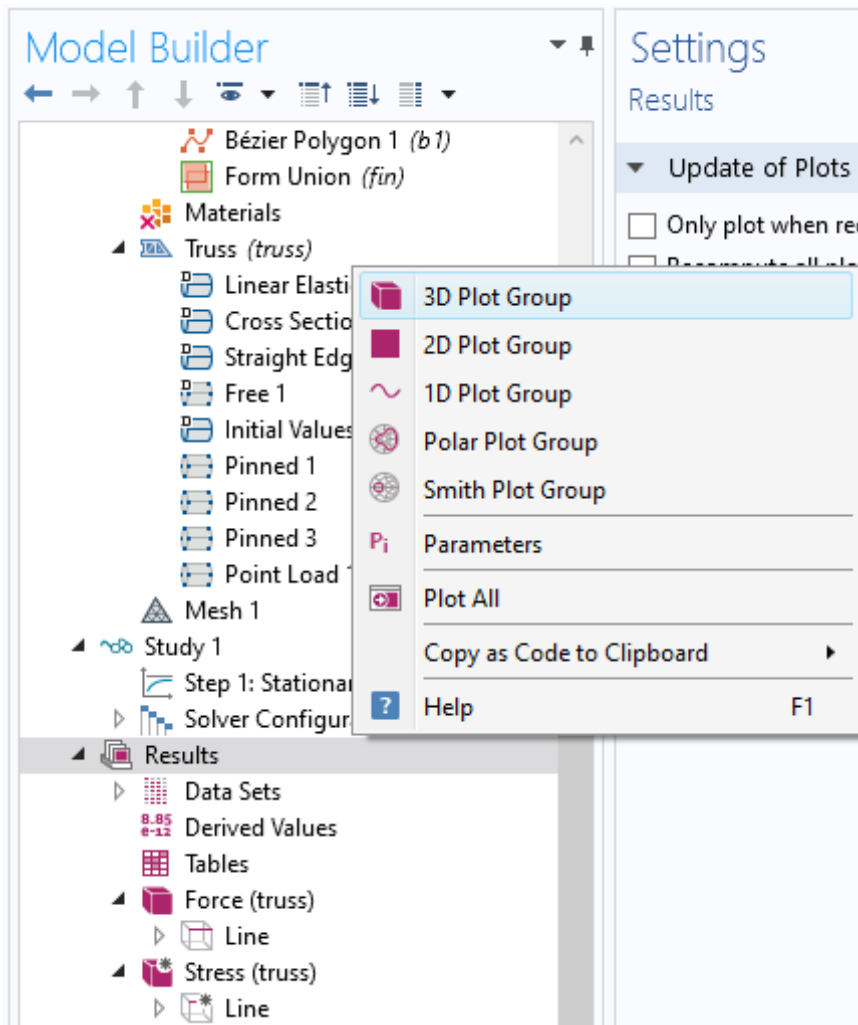 Model Builder
Bézier Polygon 1 (b1)
Form Union (fin)
Materials
Truss (truss)
Linear Elasti
Cross Sectio
Straight Edg
Free 1
Initial Values
Pinned 1
Pinned 2
Pinned 3
Point Load
Mesh 1
Study 1
Step 1: Stationar
Solver Configur
Results
Data Sets
8.85
e-12
Derived Values
Tables
Force (truss)
Line
Stress (truss)
Line
3D Plot Group
2D Plot Group
1D Plot Group
Polar Plot Group
Smith Plot Group
Pi Parameters
Plot All
Copy as Code to Clipboard
? Help F1
Settings
Results
Update of Plots
Only plot when re